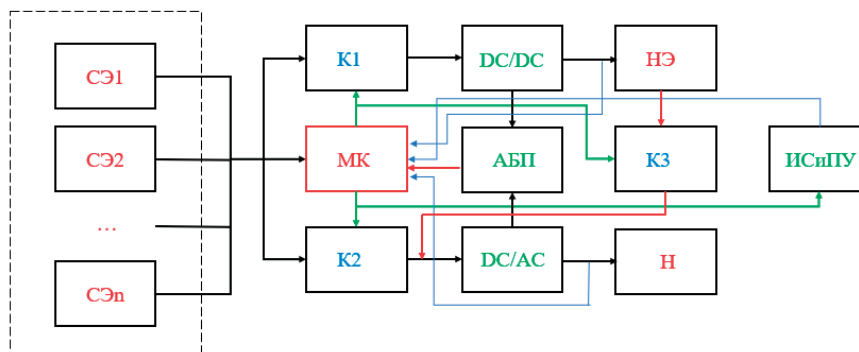 СЭ1
СЭ2
...
СЭn
К1
МК
К2
DC/DC
АБП
DC/AC
НЭ
К3
Н
ИСиПУ